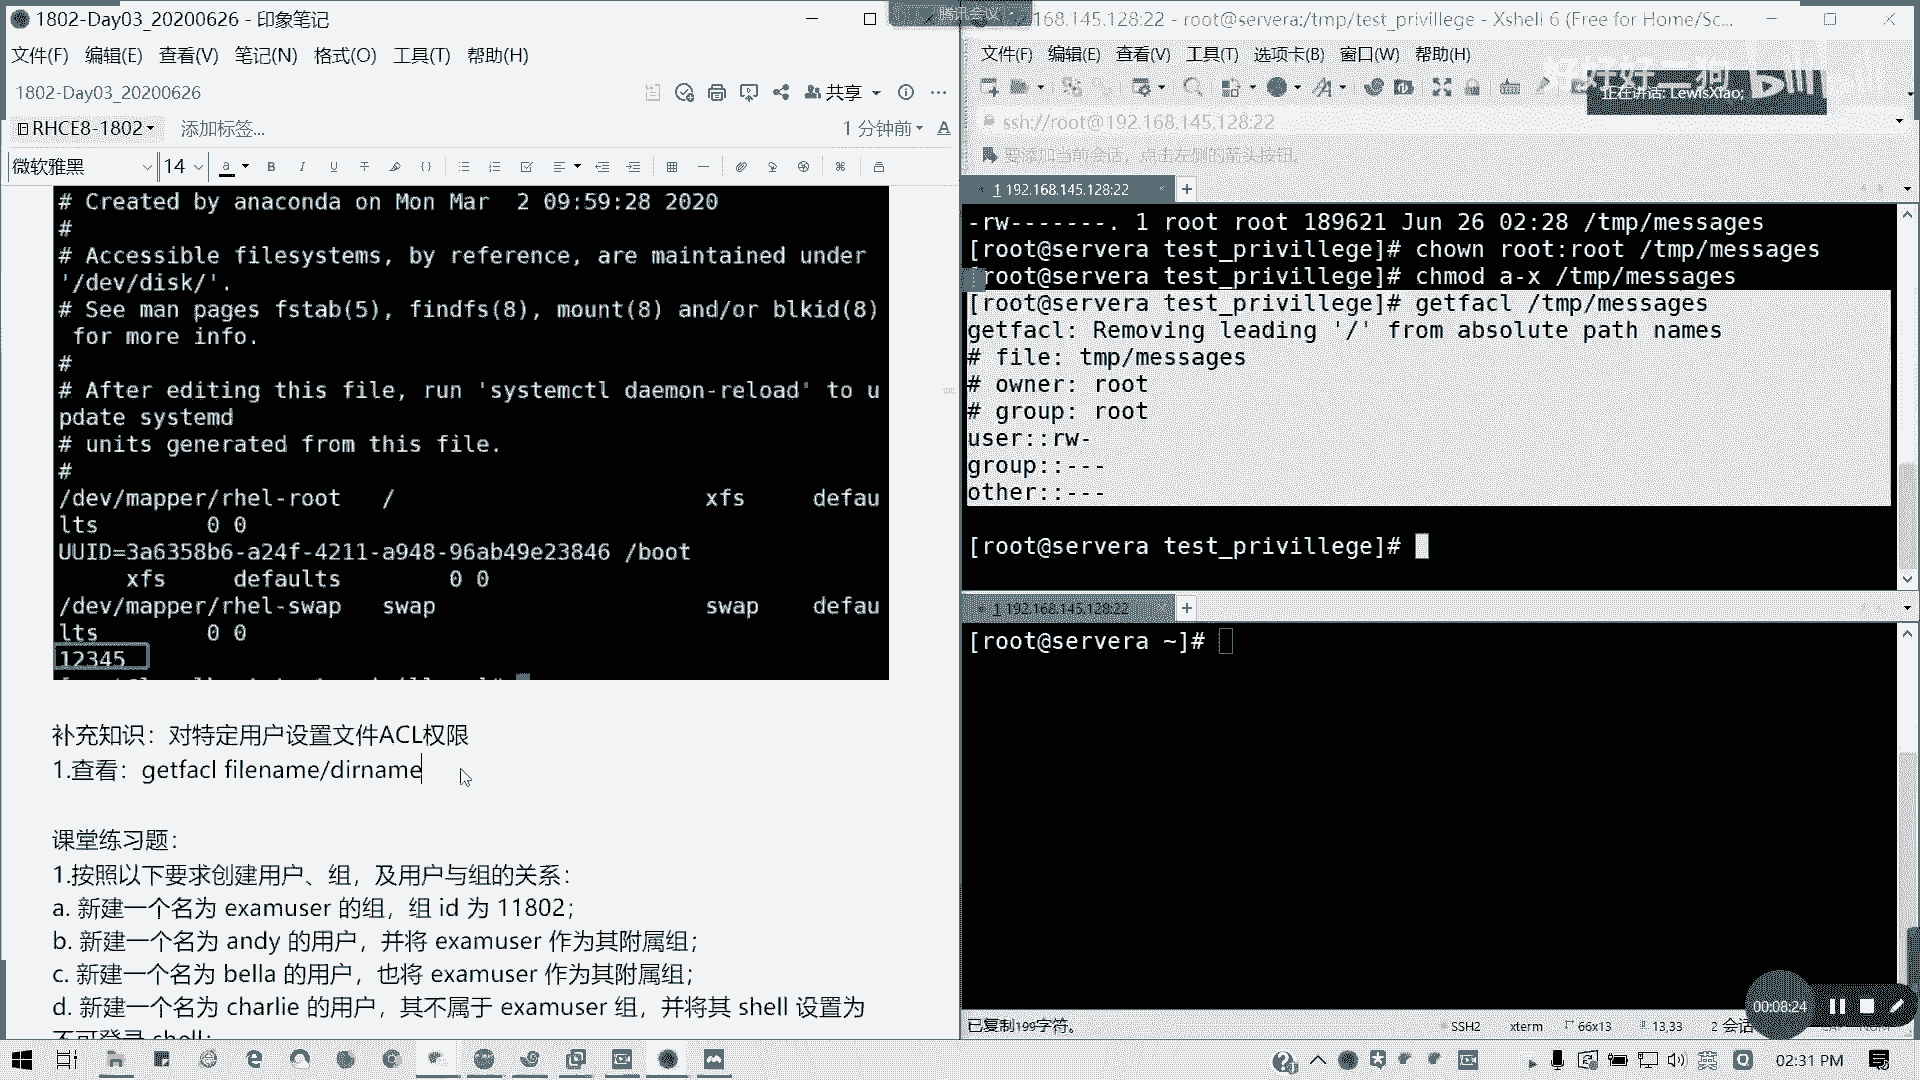 1802-Day03_20200626 - 印象笔记
文件(F) 编辑(E) 查看(V) 笔记(N) 格式(O) 工具(T) 帮助(H)
1802-Day03_20200626
共享
RHCE8-1802
添加标签...
1 分钟前
微软雅黑
14
# Created by anaconda on Mon Mar  2 09:59:28 2020
#
# Accessible filesystems, by reference, are maintained under
'/dev/disk/'.
# See man pages fstab(5), findfs(8), mount(8) and/or blkid(8)
 for more info.
#
# After editing this file, run 'systemctl daemon-reload' to u
pdate systemd
# units generated from this file.
#
/dev/mapper/rhel-root   /                       xfs     defau
lts        0 0
UUID=3a6358b6-a24f-4211-a948-96ab49e23846 /boot
     xfs     defaults        0 0
/dev/mapper/rhel-swap   swap                    swap    defau
lts        0 0
12345
补充知识：对特定用户设置文件ACL权限
1.查看：getfacl filename/dirname
课堂练习题：
1.按照以下要求创建用户、组，及用户与组的关系：
a. 新建一个名为 examuser 的组，组 id 为 11802；
b. 新建一个名为 andy 的用户，并将 examuser 作为其附属组；
c. 新建一个名为 bella 的用户，也将 examuser 作为其附属组；
d. 新建一个名为 charlie 的用户，其不属于 examuser 组，并将其 shell 设置为
不可登录 shell；
腾讯会议
168.145.128:22 - root@servera:/tmp/test_privillege - Xshell 6 (Free for Home/Sc...
文件(F) 编辑(E) 查看(V) 工具(T) 选项卡(B) 窗口(W) 帮助(H)
正在讲话: LewisXiao;
ssh://root@192.168.145.128:22
要添加当前会话，点击左侧的箭头按钮。
1 192.168.145.128:22
-rw-------. 1 root root 189621 Jun 26 02:28 /tmp/messages
[root@servera test_privillege]# chown root:root /tmp/messages
[root@servera test_privillege]# chmod a-x /tmp/messages
[root@servera test_privillege]# getfacl /tmp/messages
getfacl: Removing leading '/' from absolute path names
# file: tmp/messages
# owner: root
# group: root
user::rw-
group::---
other::---
[root@servera test_privillege]#
1 192.168.145.128:22
[root@servera ~]#
00:08:24
已复制199字符。
SSH2
xterm
66x13
13,33
2 会话
02:31 PM